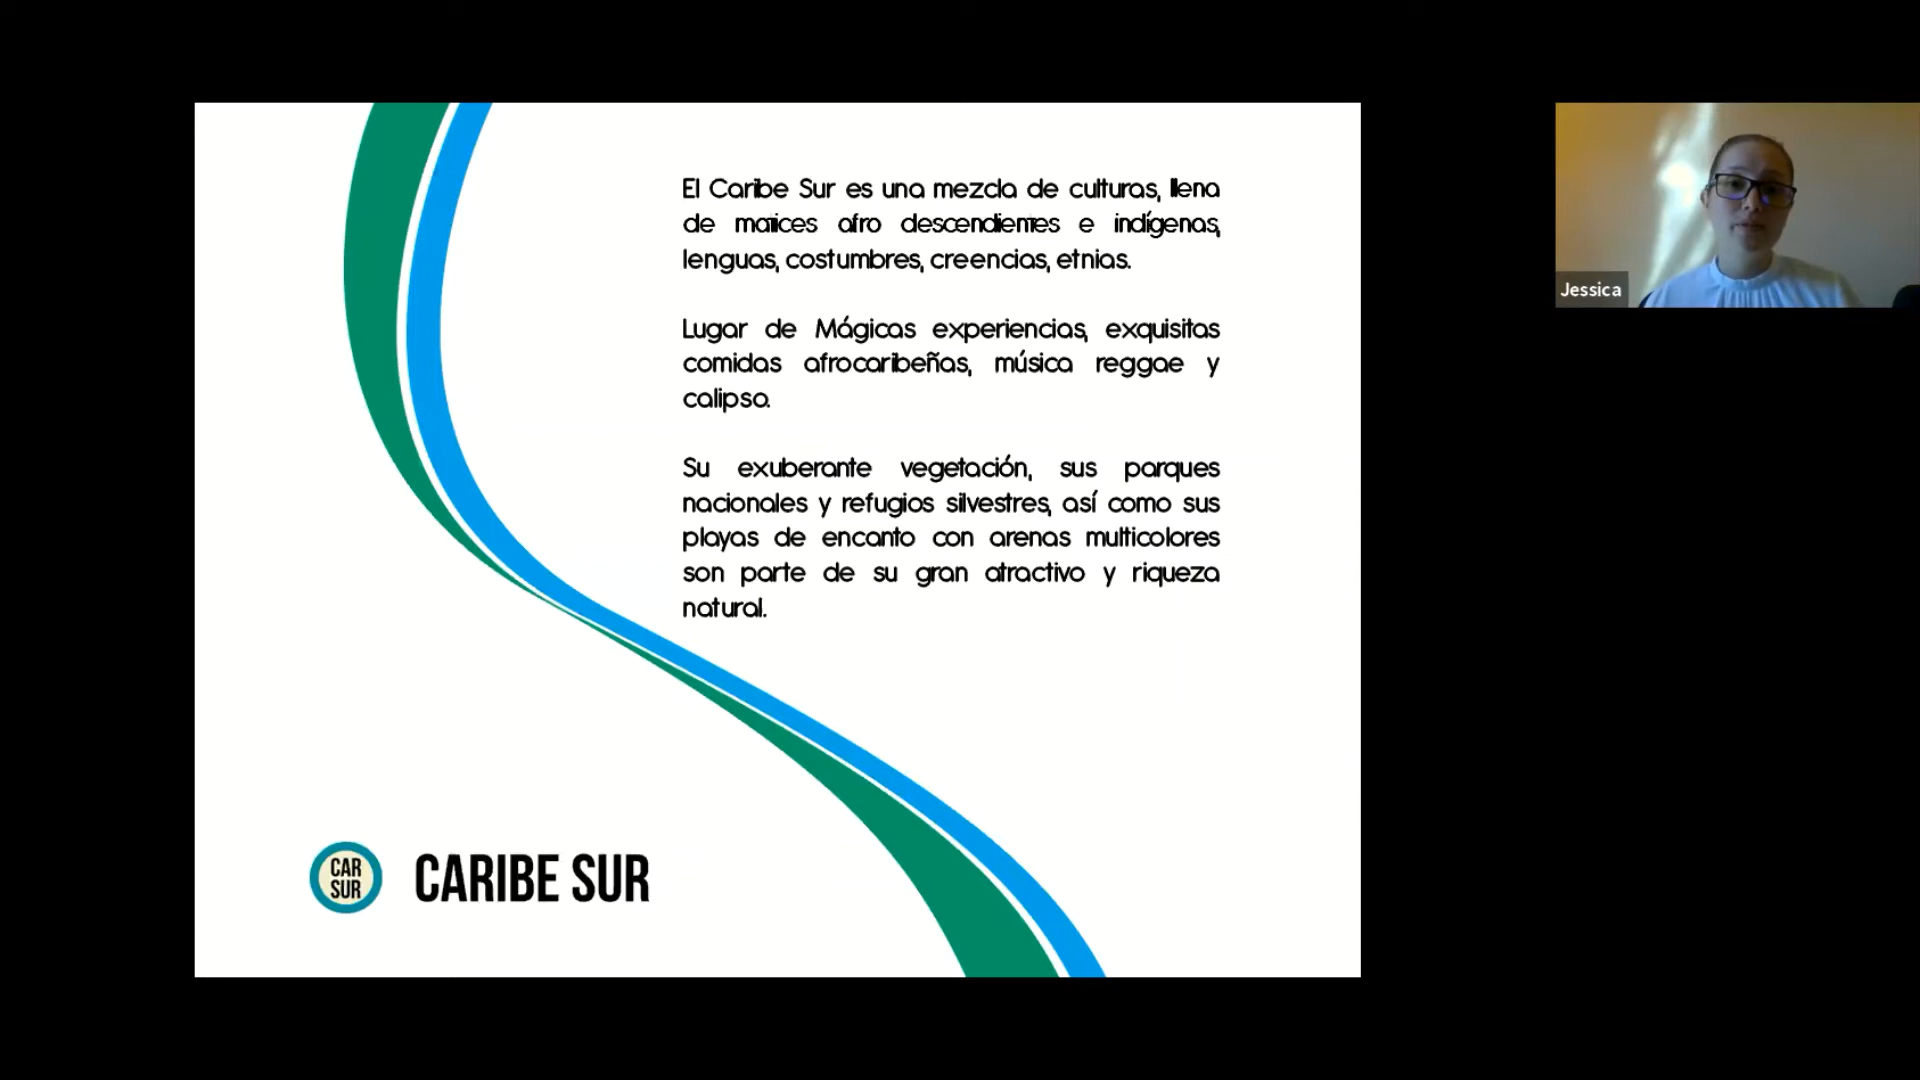 El Caribe Sur es una mezcla de culturas, llena
de matices afro descendientes e indígenas,
lenguas, costumbres, creencias, etnias.
Lugar de Mágicas experiencias, exquisitas
comidas afrocaribeñas, música reggae y
calipso.
Su exuberante vegetación, sus parques
nacionales y refugios silvestres, así como sus
playas de encanto con arenas multicolores
son parte de su gran atractivo y riqueza
natural.
CAR
SUR
CARIBE SUR
Jessica